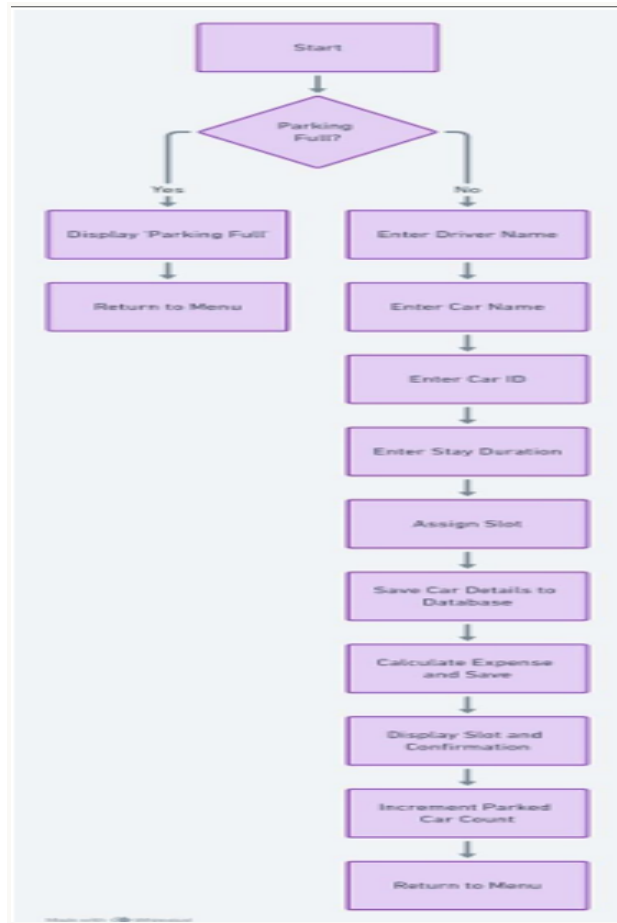 Start
Parking
Full?
Yes
No
Display 'Parking Full'
Enter Driver Name
Return to Menu
Enter Car Name
Enter Car ID
Enter Stay Duration
Assign Slot
Save Car Details to
Database
Calculate Expense
and Save
Display Slot and
Confirmation
Increment Parked
Car Count
Return to Menu
Made with